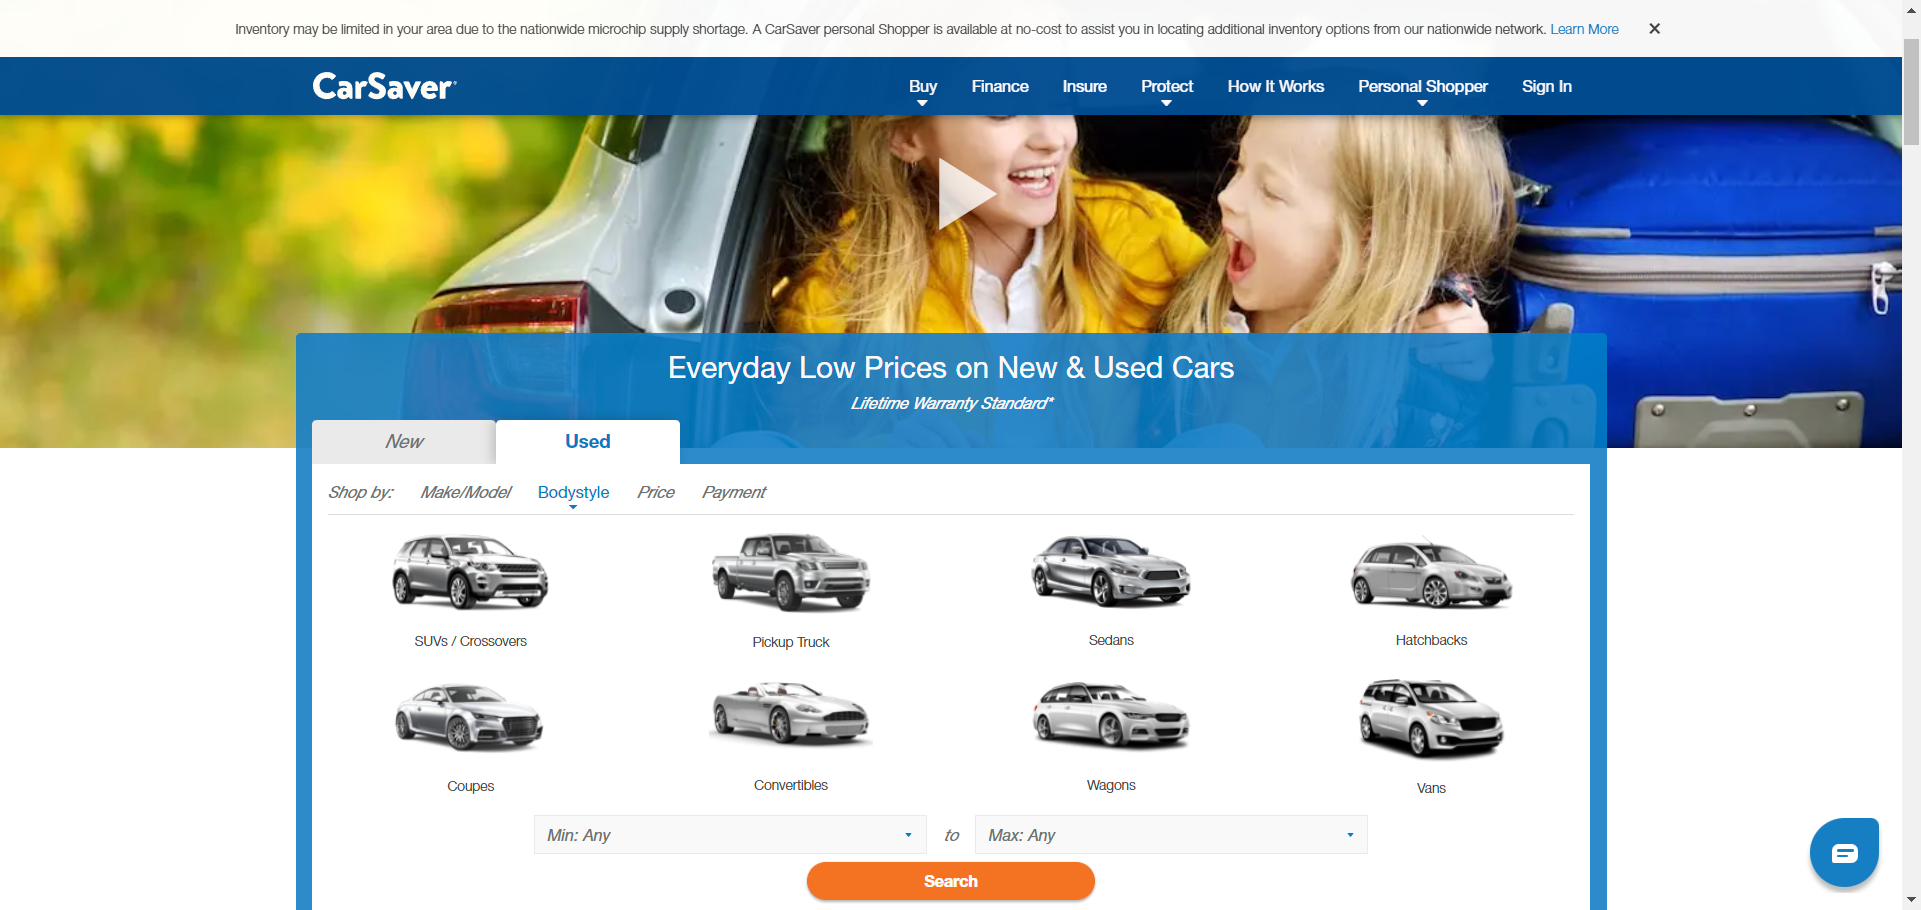 Inventory may be limited in your area due to the nationwide microchip supply shortage. A CarSaver personal Shopper is available at no-cost to assist you in locating additional inventory options from our nationwide network. Learn More
CarSaver
Buy Finance Insure Protect How It Works Personal Shopper Sign In
Everyday Low Prices on New & Used Cars
Lifetime Warranty Standard*
New Used
Shop by: Make/Model Bodystyle Price Payment
SUVs / Crossovers Pickup Truck Sedans Hatchbacks
Coupes Convertibles Wagons Vans
Min: Any to Max: Any
Search